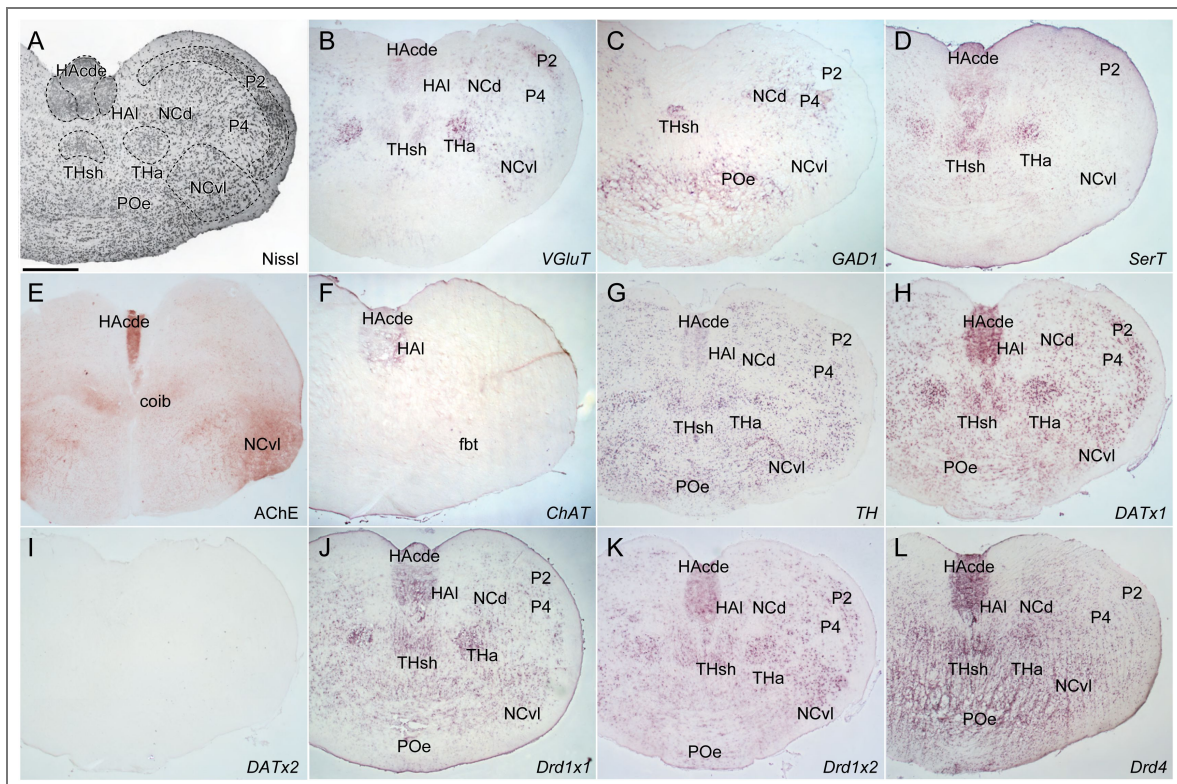 A
HAcde
P2
HAl
NCd
P4
THsh
THa
NCvl
POe
Nissl
B
HAcde
P2
HAl
NCd
P4
THsh
THa
NCvl
VGluT
C
P2
NCd
P4
THsh
NCvl
POe
GAD1
D
HAcde
P2
THsh
THa
NCvl
SerT
E
HAcde
coib
NCvl
AChE
F
HAcde
HAl
fbt
ChAT
G
HAcde
P2
HAl
NCd
P4
THsh
THa
NCvl
POe
TH
H
HAcde
P2
HAl
NCd
P4
THsh
THa
NCvl
POe
DATx1
I
DATx2
J
HAcde
P2
HAl
NCd
P4
THsh
THa
NCvl
POe
Drd1x1
K
HAcde
P2
HAl
NCd
P4
THsh
THa
NCvl
POe
Drd1x2
L
HAcde
P2
HAl
NCd
P4
THsh
THa
NCvl
POe
Drd4